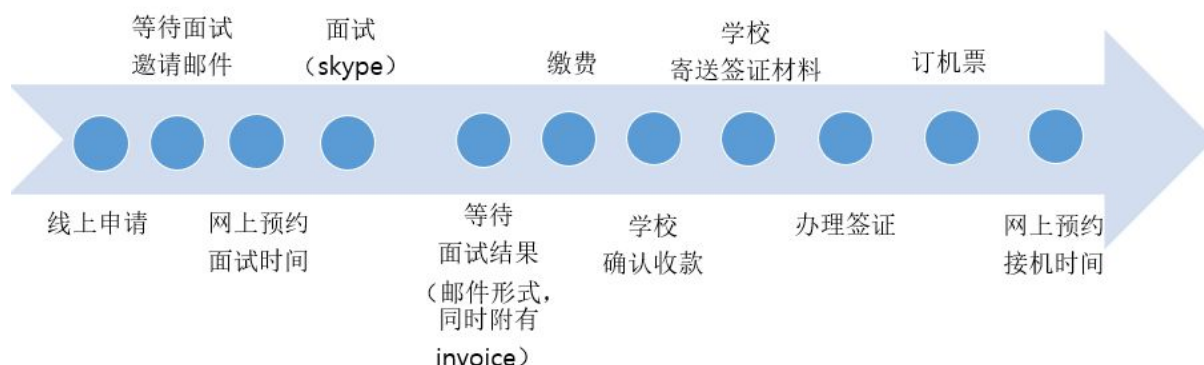 线上申请
等待面试
邀请邮件
网上预约
面试时间
面试
（skype）
等待
面试结果
（邮件形式，
同时附有
invoice）
缴费
学校
确认收款
学校
寄送签证材料
办理签证
订机票
网上预约
接机时间